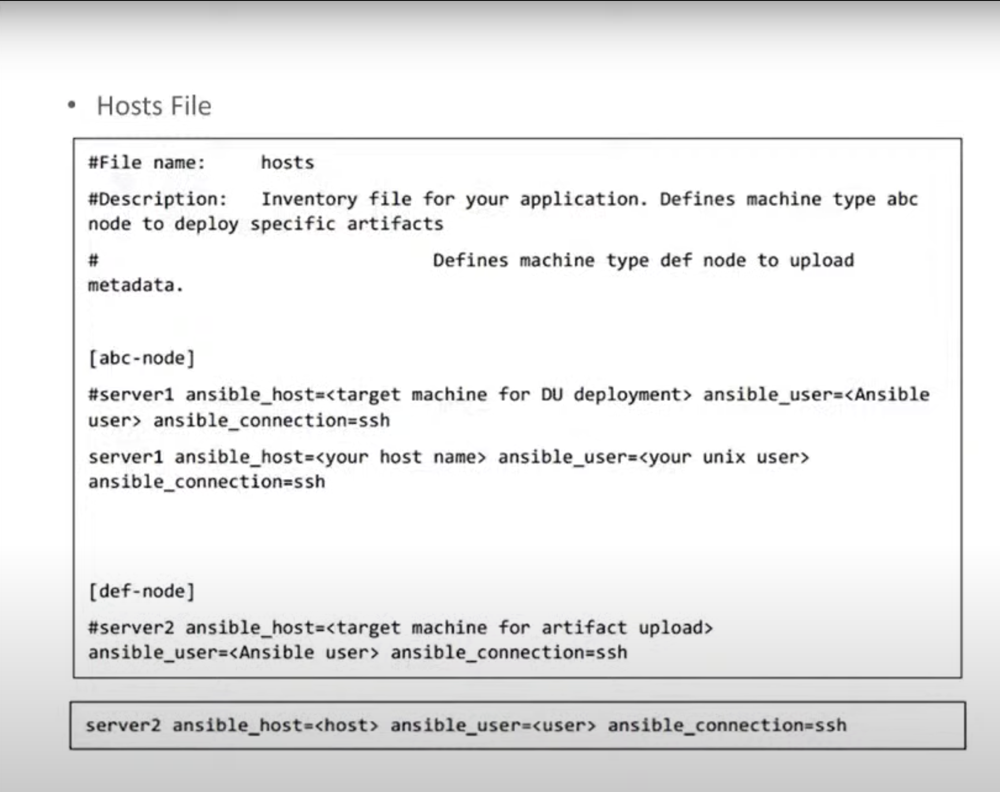 • Hosts File
#File name: hosts
#Description: Inventory file for your application. Defines machine type abc
node to deploy specific artifacts
# Defines machine type def node to upload
metadata.
[abc-node]
#server1 ansible_host=<target machine for DU deployment> ansible_user=<Ansible
user> ansible_connection=ssh
server1 ansible_host=<your host name> ansible_user=<your unix user>
ansible_connection=ssh
[def-node]
#server2 ansible_host=<target machine for artifact upload>
ansible_user=<Ansible user> ansible_connection=ssh
server2 ansible_host=<host> ansible_user=<user> ansible_connection=ssh